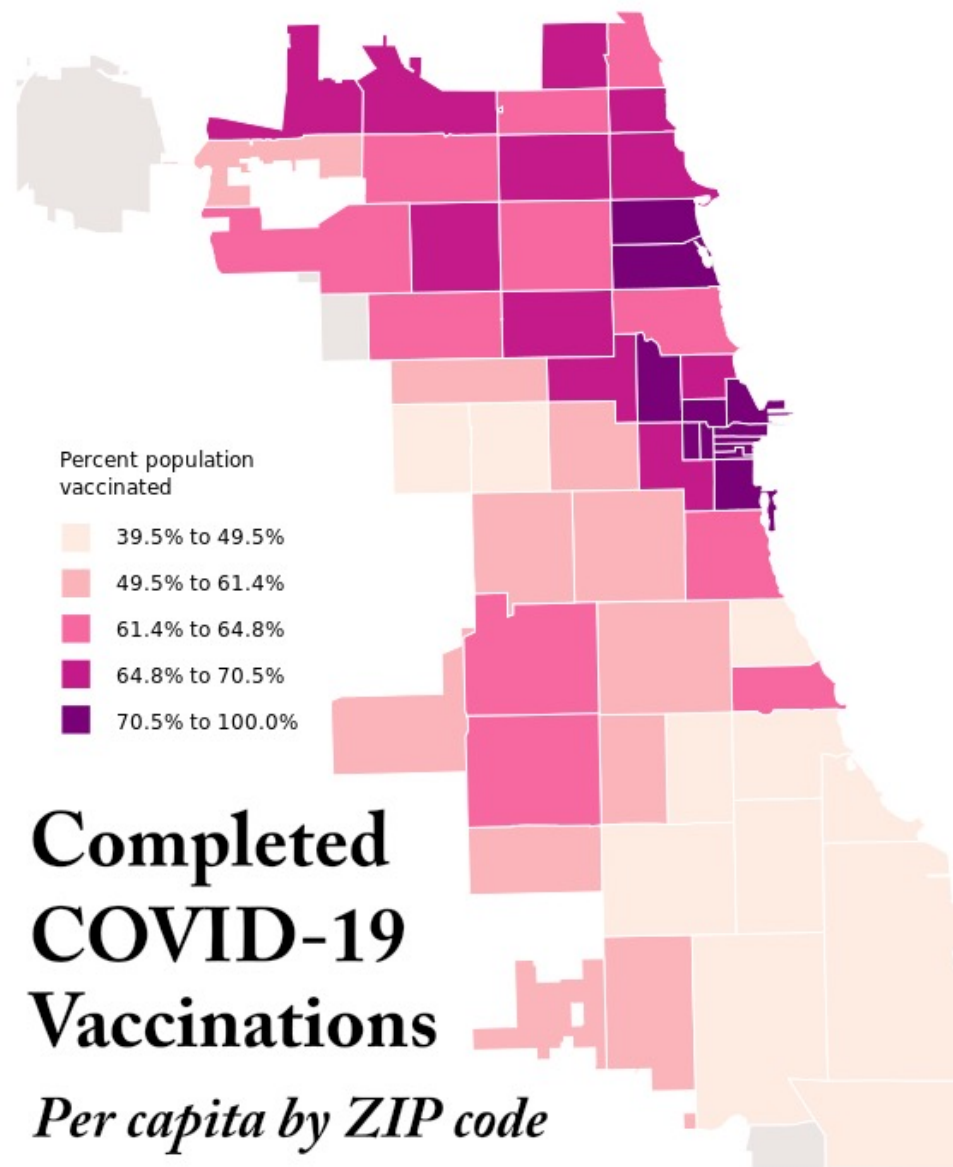 Percent population
vaccinated
39.5% to 49.5%
49.5% to 61.4%
61.4% to 64.8%
64.8% to 70.5%
70.5% to 100.0%
Completed
COVID-19
Vaccinations
Per capita by ZIP code